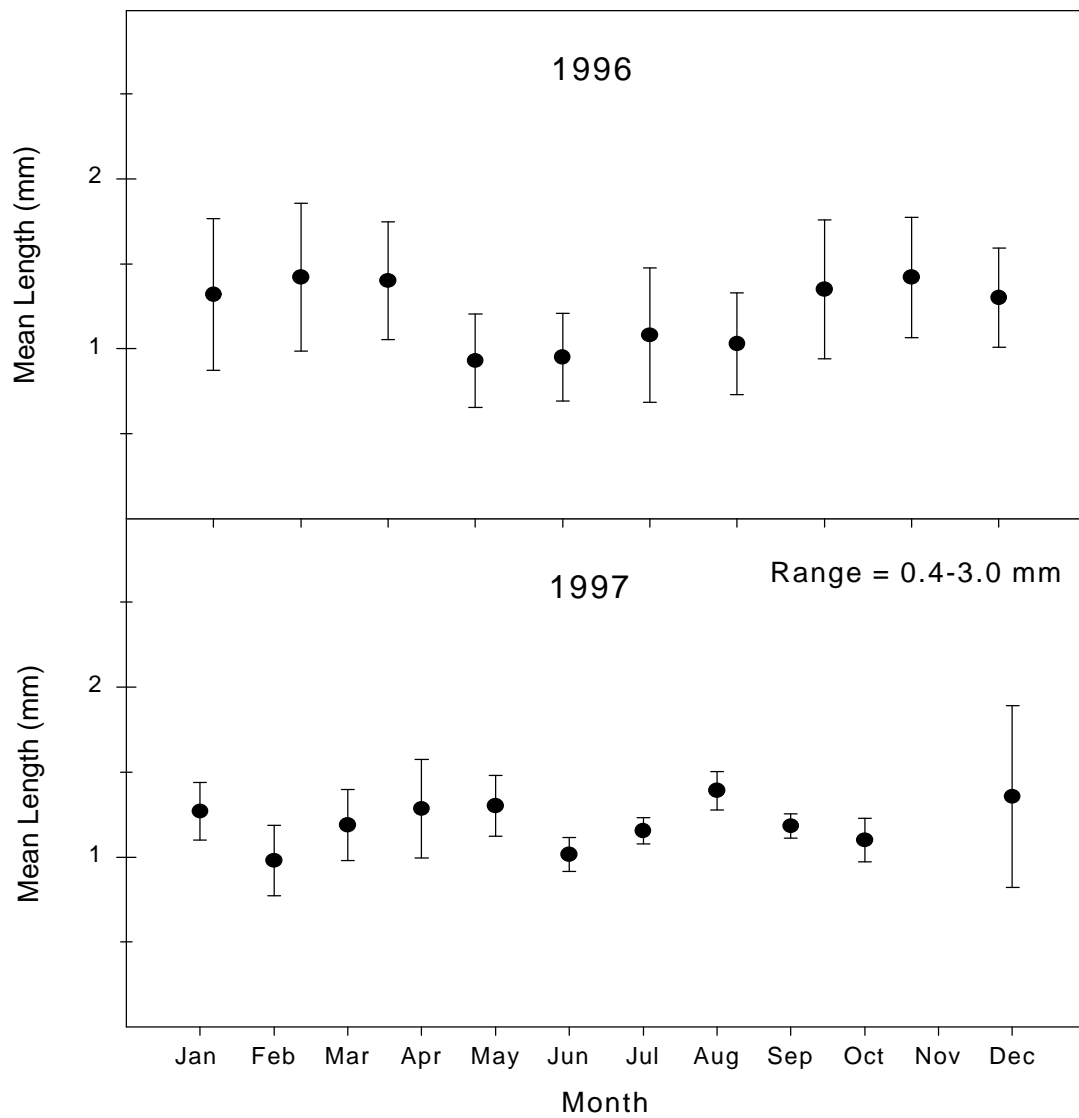 1996
Mean Length (mm)
2
1
1997
Range = 0.4-3.0 mm
Mean Length (mm)
2
1
Jan Feb Mar Apr May Jun Jul Aug Sep Oct Nov Dec
Month